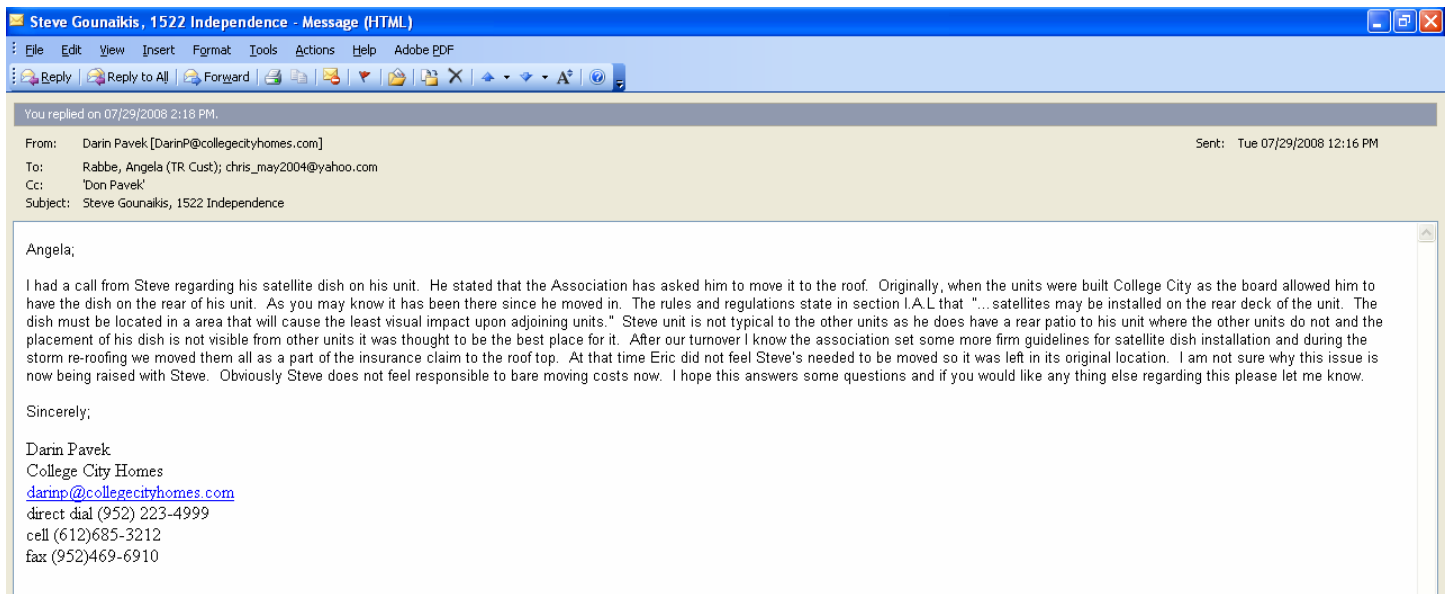 Steve Gounaikis, 1522 Independence - Message (HTML)
File Edit View Insert Format Tools Actions Help Adobe PDF
Reply Reply to All Forward
You replied on 07/29/2008 2:18 PM.
From: Darin Pavek [DarinP@collegecityhomes.com] Sent: Tue 07/29/2008 12:16 PM
To: Rabbe, Angela (TR Cust); chris_may2004@yahoo.com
Cc: 'Don Pavek'
Subject: Steve Gounaikis, 1522 Independence
Angela;
I had a call from Steve regarding his satellite dish on his unit. He stated that the Association has asked him to move it to the roof. Originally, when the units were built College City as the board allowed him to
have the dish on the rear of his unit. As you may know it has been there since he moved in. The rules and regulations state in section I.A.L that "... satellites may be installed on the rear deck of the unit. The
dish must be located in a area that will cause the least visual impact upon adjoining units." Steve unit is not typical to the other units as he does have a rear patio to his unit where the other units do not and the
placement of his dish is not visible from other units it was thought to be the best place for it. After our turnover I know the association set some more firm guidelines for satellite dish installation and during the
storm re-roofing we moved them all as a part of the insurance claim to the roof top. At that time Eric did not feel Steve's needed to be moved so it was left in its original location. I am not sure why this issue is
now being raised with Steve. Obviously Steve does not feel responsible to bare moving costs now. I hope this answers some questions and if you would like any thing else regarding this please let me know.
Sincerely;
Darin Pavek
College City Homes
darinp@collegecityhomes.com
direct dial (952) 223-4999
cell (612)685-3212
fax (952)469-6910